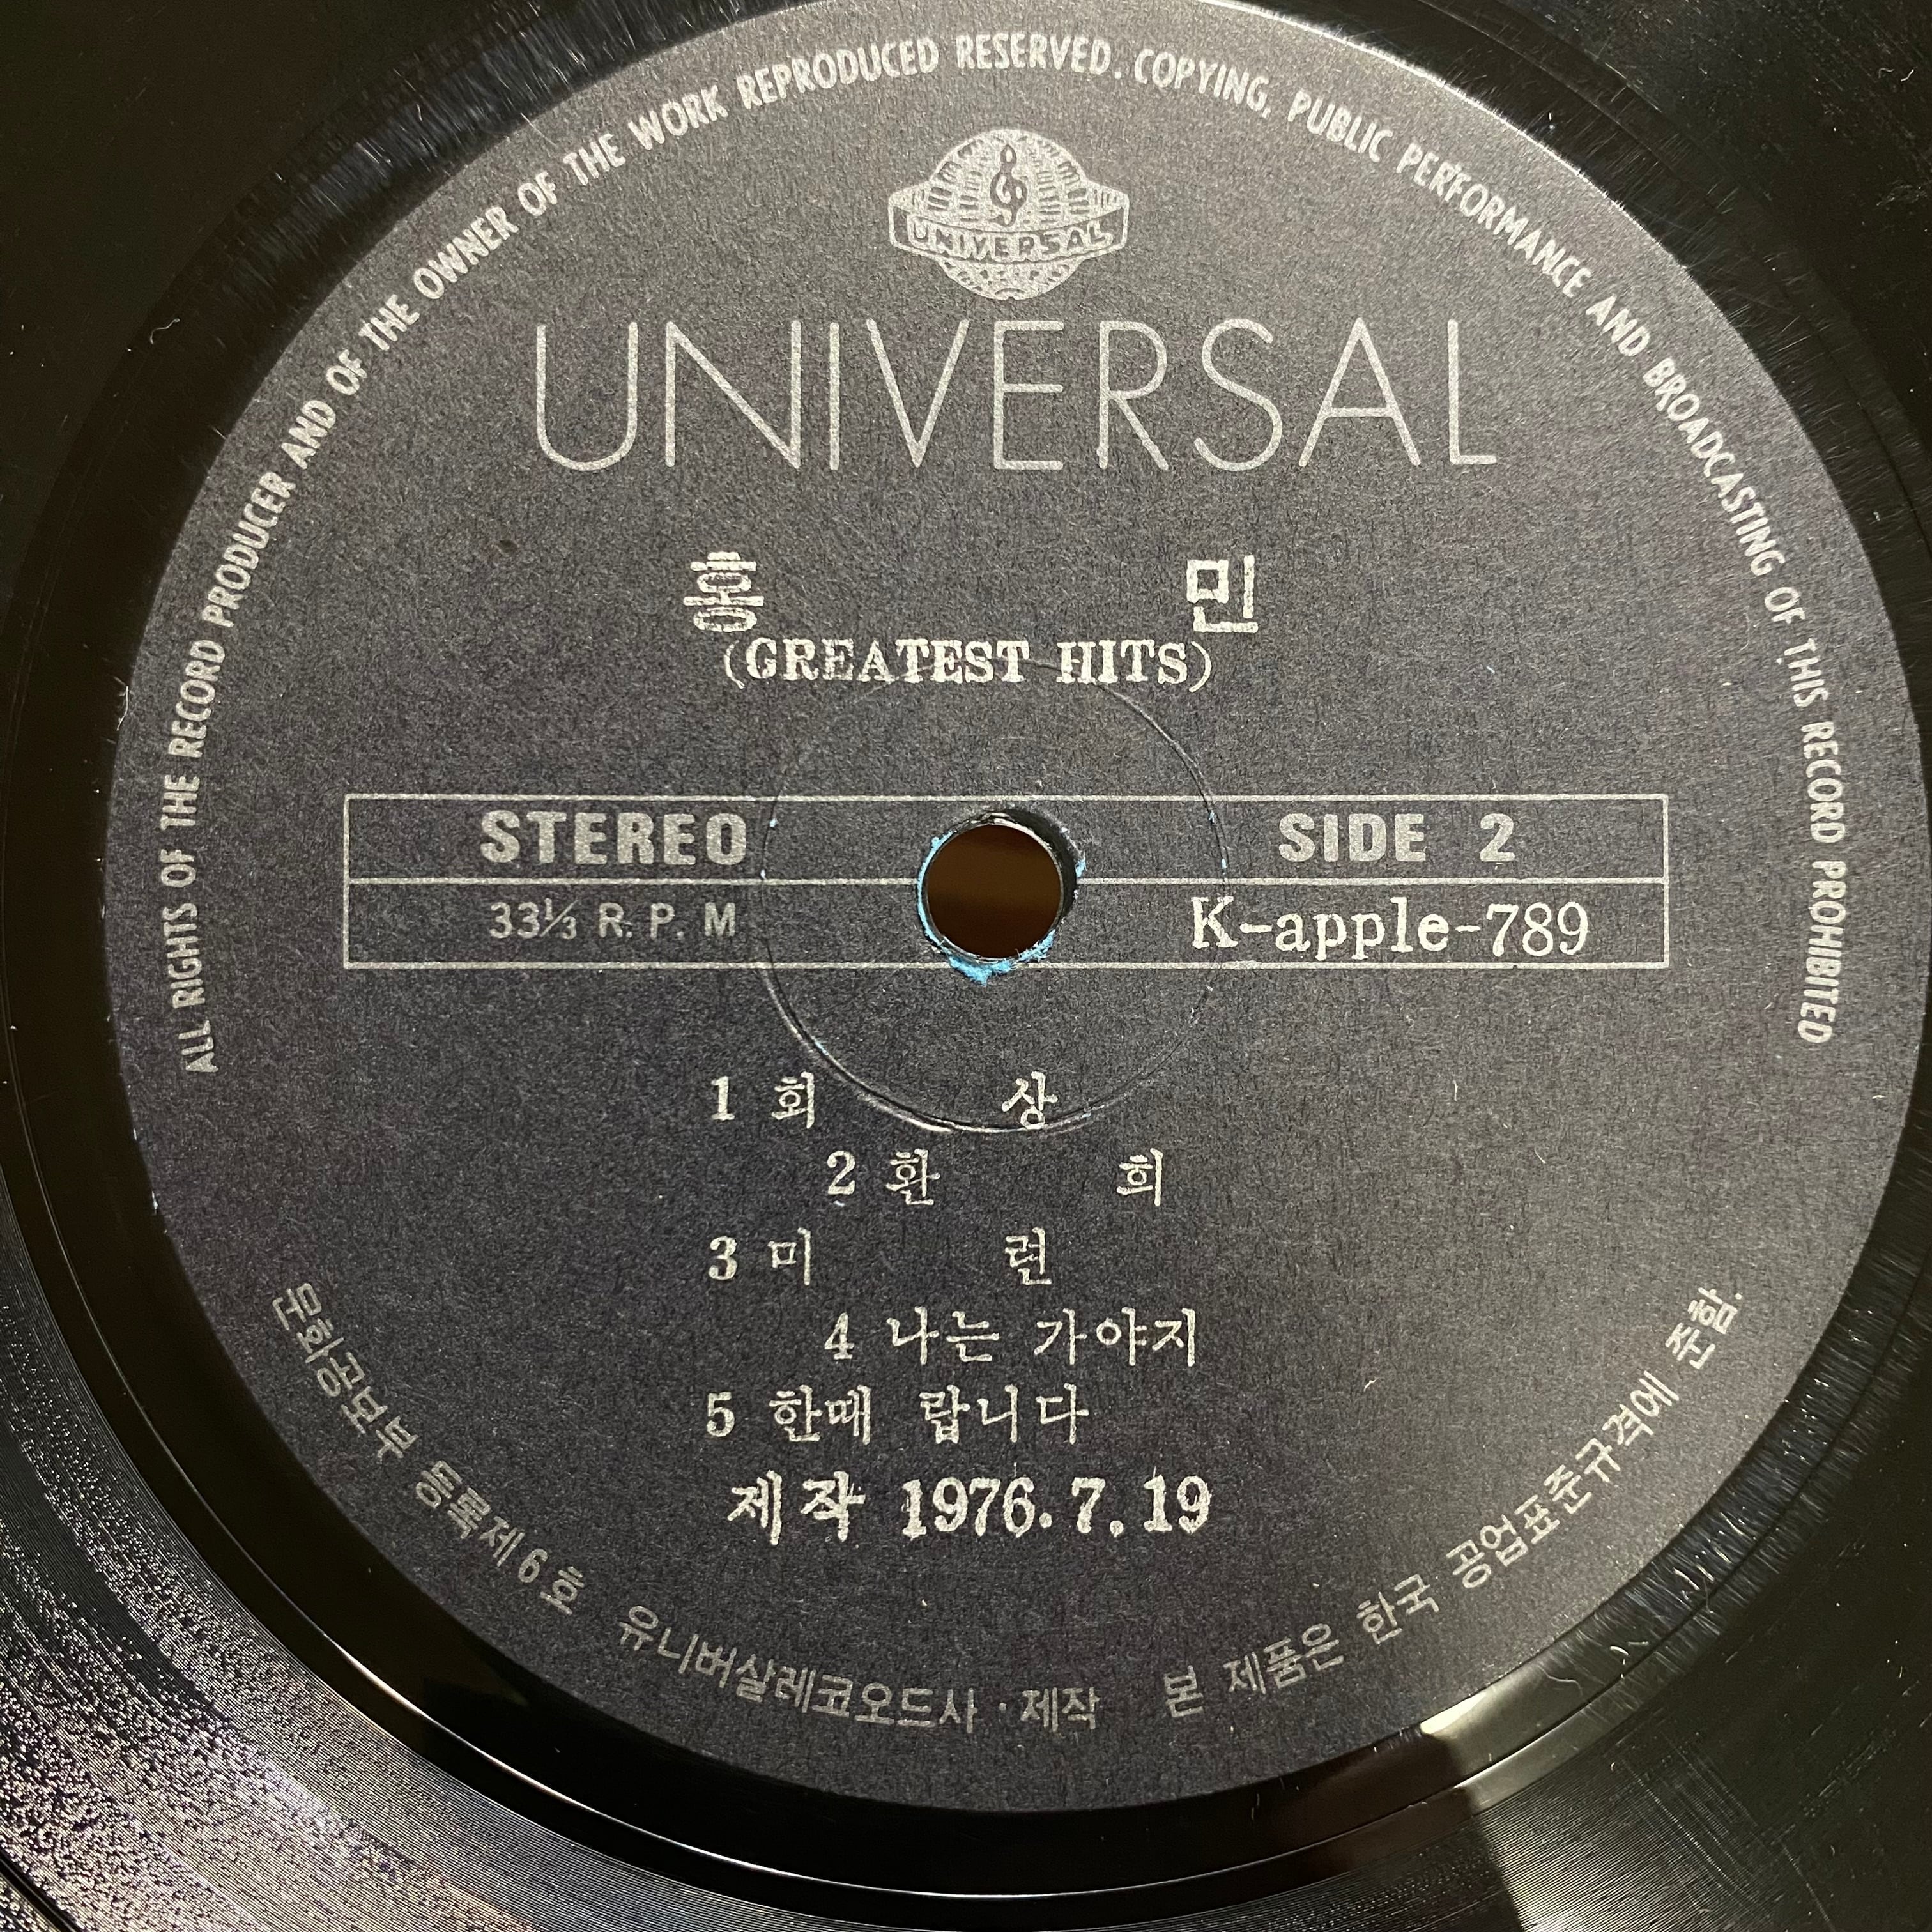 ALL RIGHTS OF THE RECORD PRODUCER AND OF THE OWNER OF THE WORK REPRODUCED RESERVED. COPYING, PUBLIC PERFORMANCE AND BROADCASTING OF THIS RECORD PROHIBITED
UNIVERSAL
UNIVERSAL
홍 민
(GREATEST HITS)
STEREO SIDE 2
33⅓ R. P. M K-apple-789
1 회 상
2 환 희
3 미 련
4 나는 가야지
5 한때 랍니다
제작 1976.7.19
문화공보부 등록제6호 유니버살레코오드사·제작 본 제품은 한국 공업표준규격에 준함.